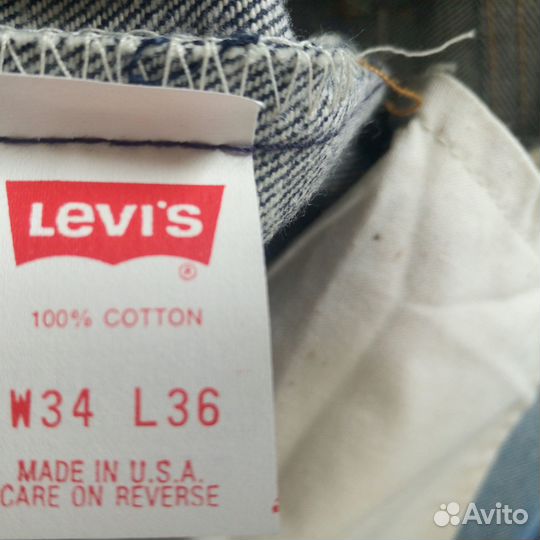 LEVI'S
®
100% COTTON
W34 L36
MADE IN U.S.A.
CARE ON REVERSE
Avito